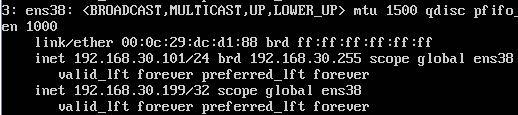 3: ens38: <BROADCAST,MULTICAST,UP,LOWER_UP> mtu 1500 qdisc pfifo_
en 1000
link/ether 00:0c:29:dc:d1:88 brd ff:ff:ff:ff:ff:ff
inet 192.168.30.101/24 brd 192.168.30.255 scope global ens38
valid_lft forever preferred_lft forever
inet 192.168.30.199/32 scope global ens38
valid_lft forever preferred_lft forever